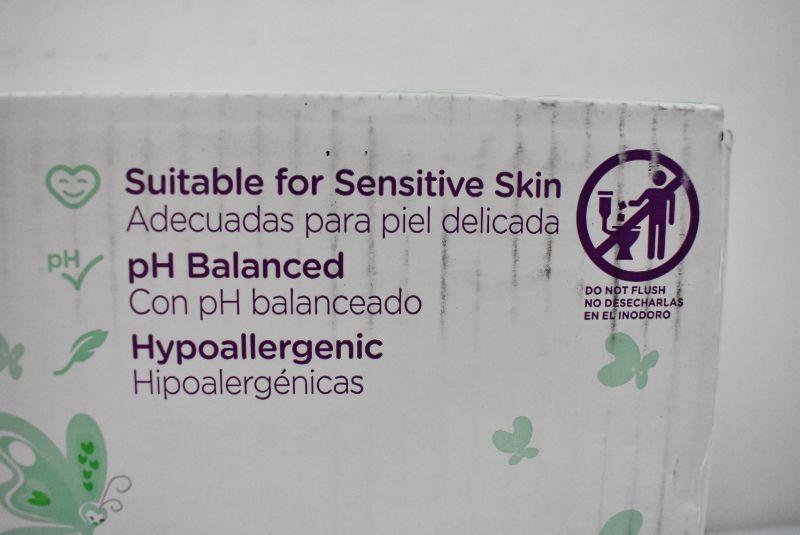 Suitable for Sensitive Skin
Adecuadas para piel delicada
pH
pH Balanced
Con pH balanceado
Hypoallergenic
Hipoalergénicas
DO NOT FLUSH
NO DESECHARLAS
EN EL INODORO